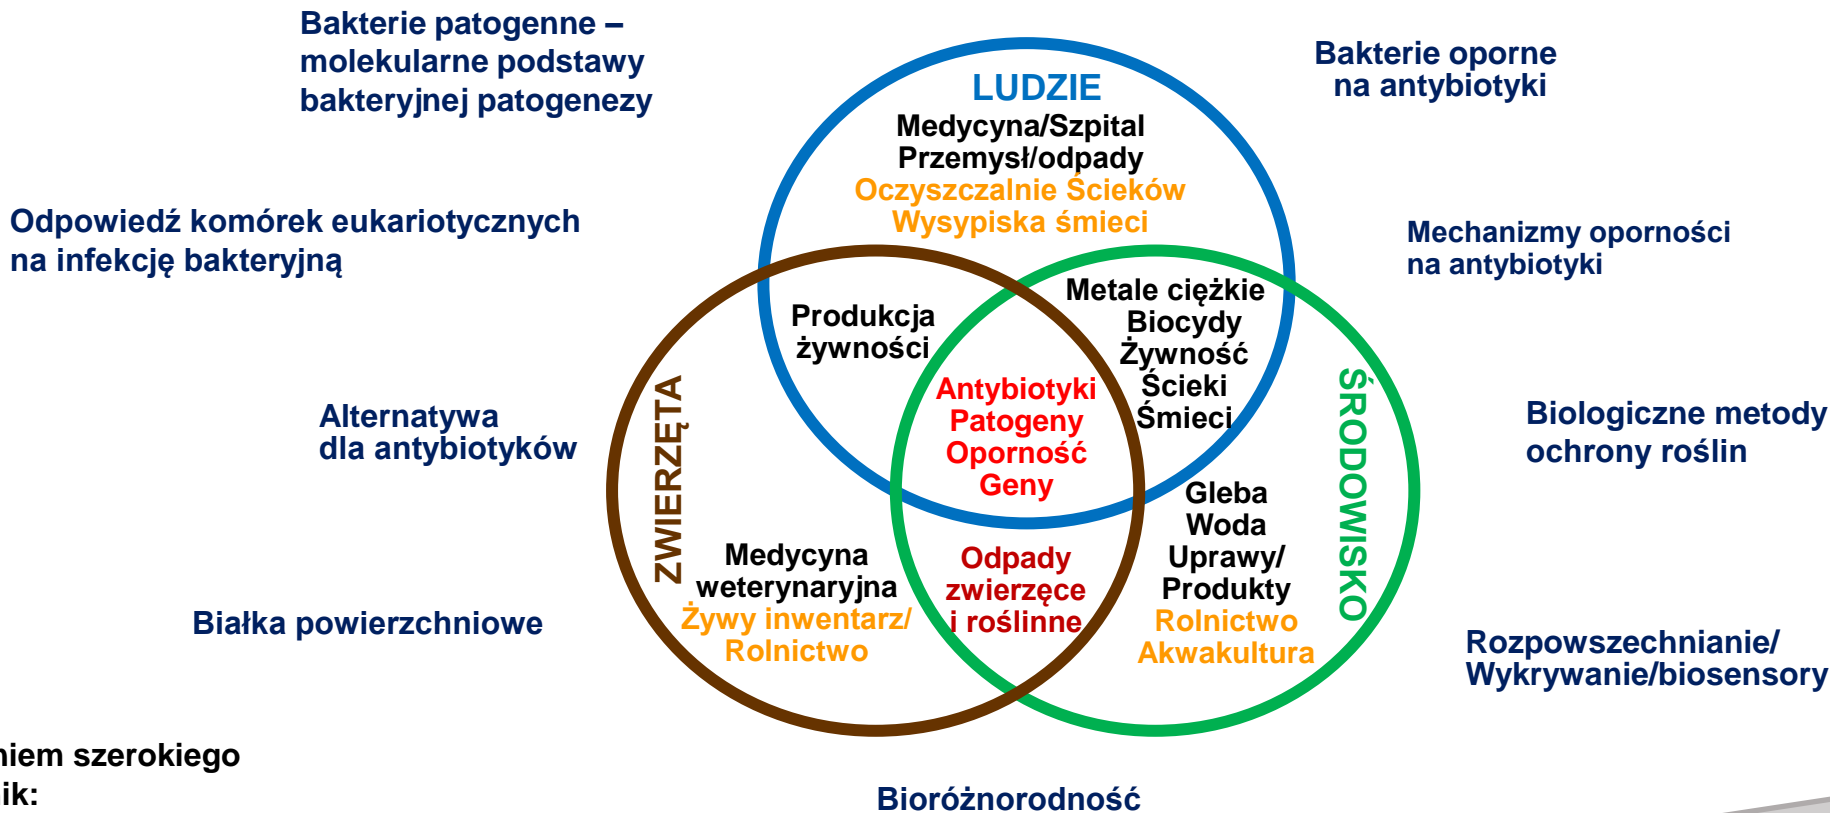 Bakterie patogenne –
molekularne podstawy
bakteryjnej patogenezy
Bakterie oporne
na antybiotyki
LUDZIE
Medycyna/Szpital
Przemysł/odpady
Oczyszczalnie Ścieków
Wysypiska śmieci
Odpowiedź komórek eukariotycznych
na infekcję bakteryjną
Mechanizmy oporności
na antybiotyki
Produkcja
żywności
Metale ciężkie
Biocydy
Żywność
Ścieki
Śmieci
Antybiotyki
Patogeny
Oporność
Geny
Alternatywa
dla antybiotyków
ZWIERZĘTA
ŚRODOWISKO
Biologiczne metody
ochrony roślin
Medycyna
weterynaryjna
Żywy inwentarz/
Rolnictwo
Odpady
zwierzęce
i roślinne
Gleba
Woda
Uprawy/
Produkty
Rolnictwo
Akwakultura
Białka powierzchniowe
Rozpowszechnianie/
Wykrywanie/biosensory
niem szerokiego
nik:
Bioróżnorodność